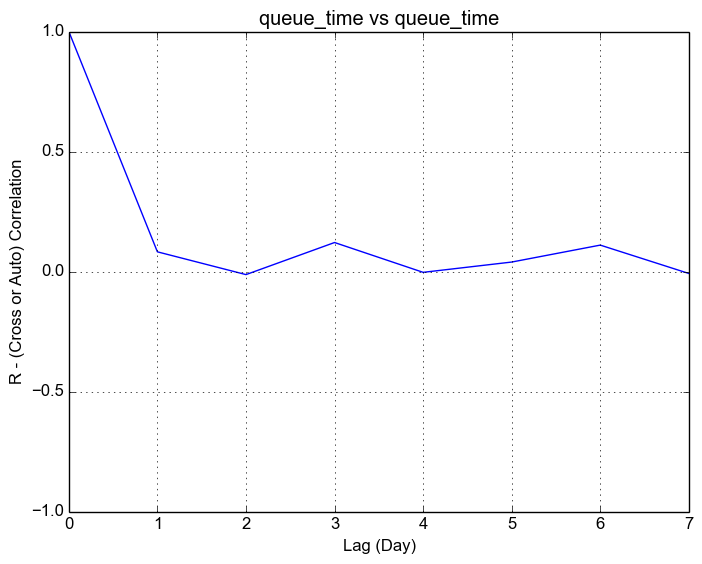 queue_time vs queue_time
1.0
0.5
0.0
−0.5
−1.0
R - (Cross or Auto) Correlation
0 1 2 3 4 5 6 7
Lag (Day)